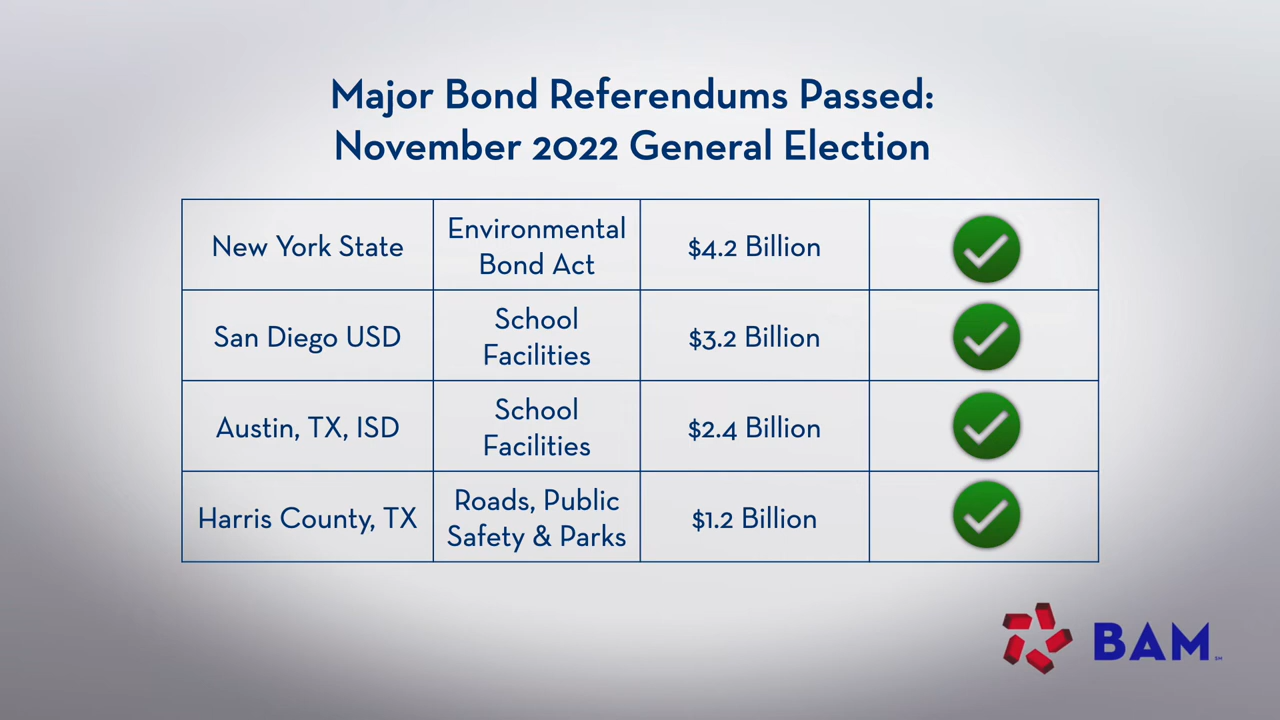 Major Bond Referendums Passed:
November 2022 General Election
New York State
Environmental
Bond Act
$4.2 Billion
San Diego USD
School
Facilities
$3.2 Billion
Austin, TX, ISD
School
Facilities
$2.4 Billion
Harris County, TX
Roads, Public
Safety & Parks
$1.2 Billion
BAM℠